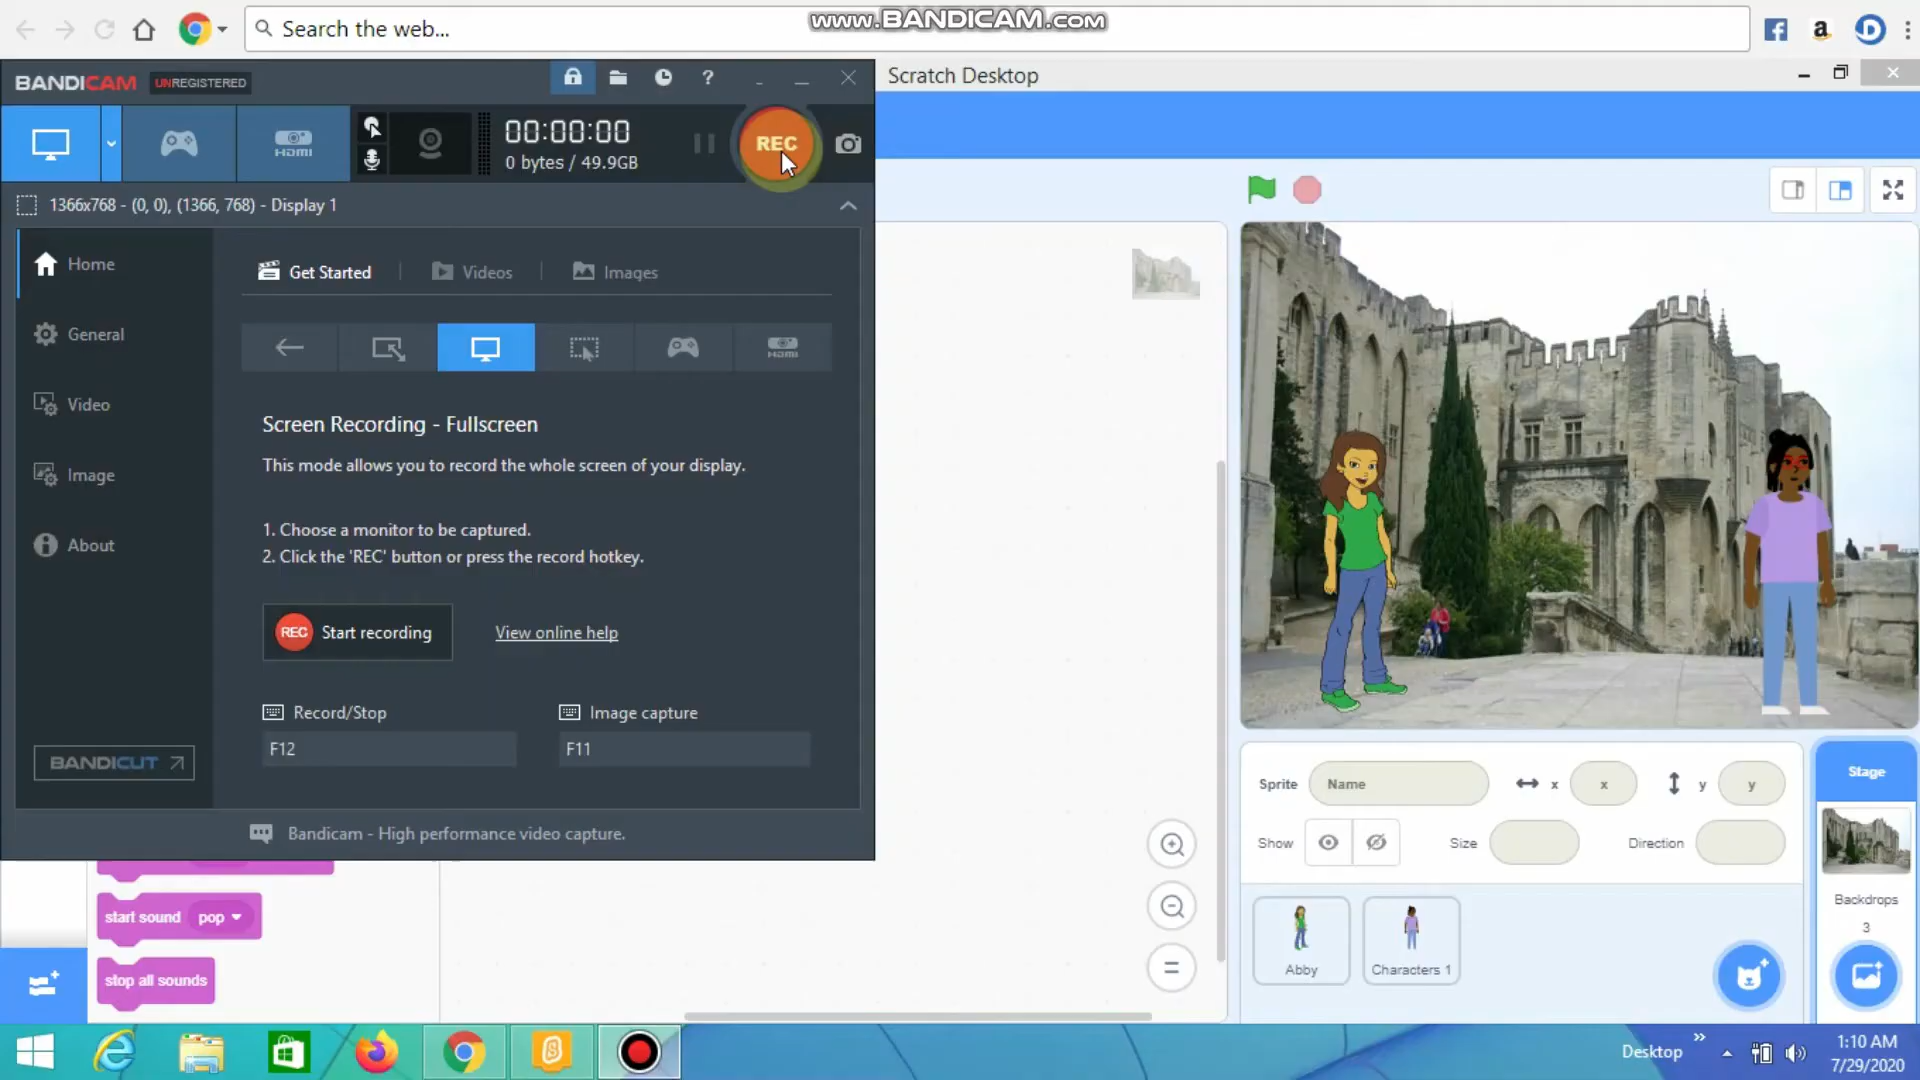 Search the web...
www.BANDICAM.com
BANDICAM UNREGISTERED
?
Scratch Desktop
HDMI
00:00:00
0 bytes / 49.9GB
REC
1366x768 - (0, 0), (1366, 768) - Display 1
Home
General
Video
Image
About
BANDICUT
Get Started
Videos
Images
HDMI
Screen Recording - Fullscreen
This mode allows you to record the whole screen of your display.
1. Choose a monitor to be captured.
2. Click the 'REC' button or press the record hotkey.
REC Start recording
View online help
Record/Stop
Image capture
F12
F11
Bandicam - High performance video capture.
start sound pop
stop all sounds
Sprite Name x x y y
Show Size Direction
Abby
Characters 1
Stage
Backdrops
3
Desktop
1:10 AM
7/29/2020